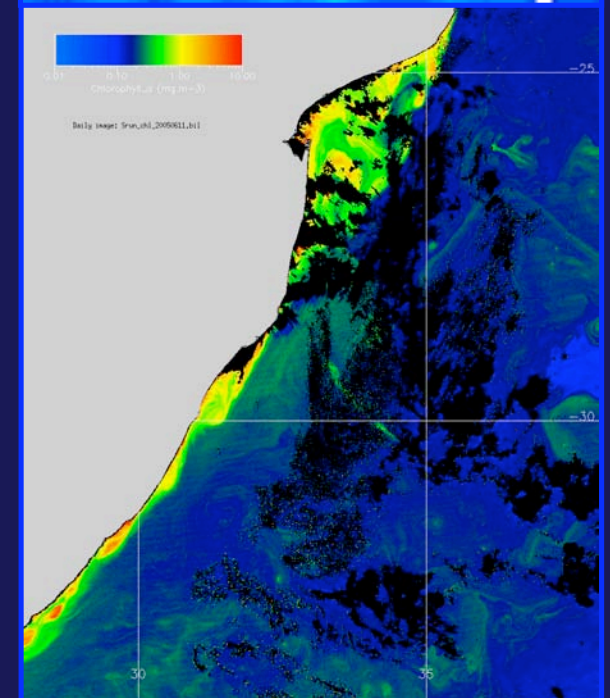 0.01 0.10 1.00 10.00
Chlorophyll_a (mg m-3)
Daily image: Srun_chl_20050611.bil
-25
-30
30 35